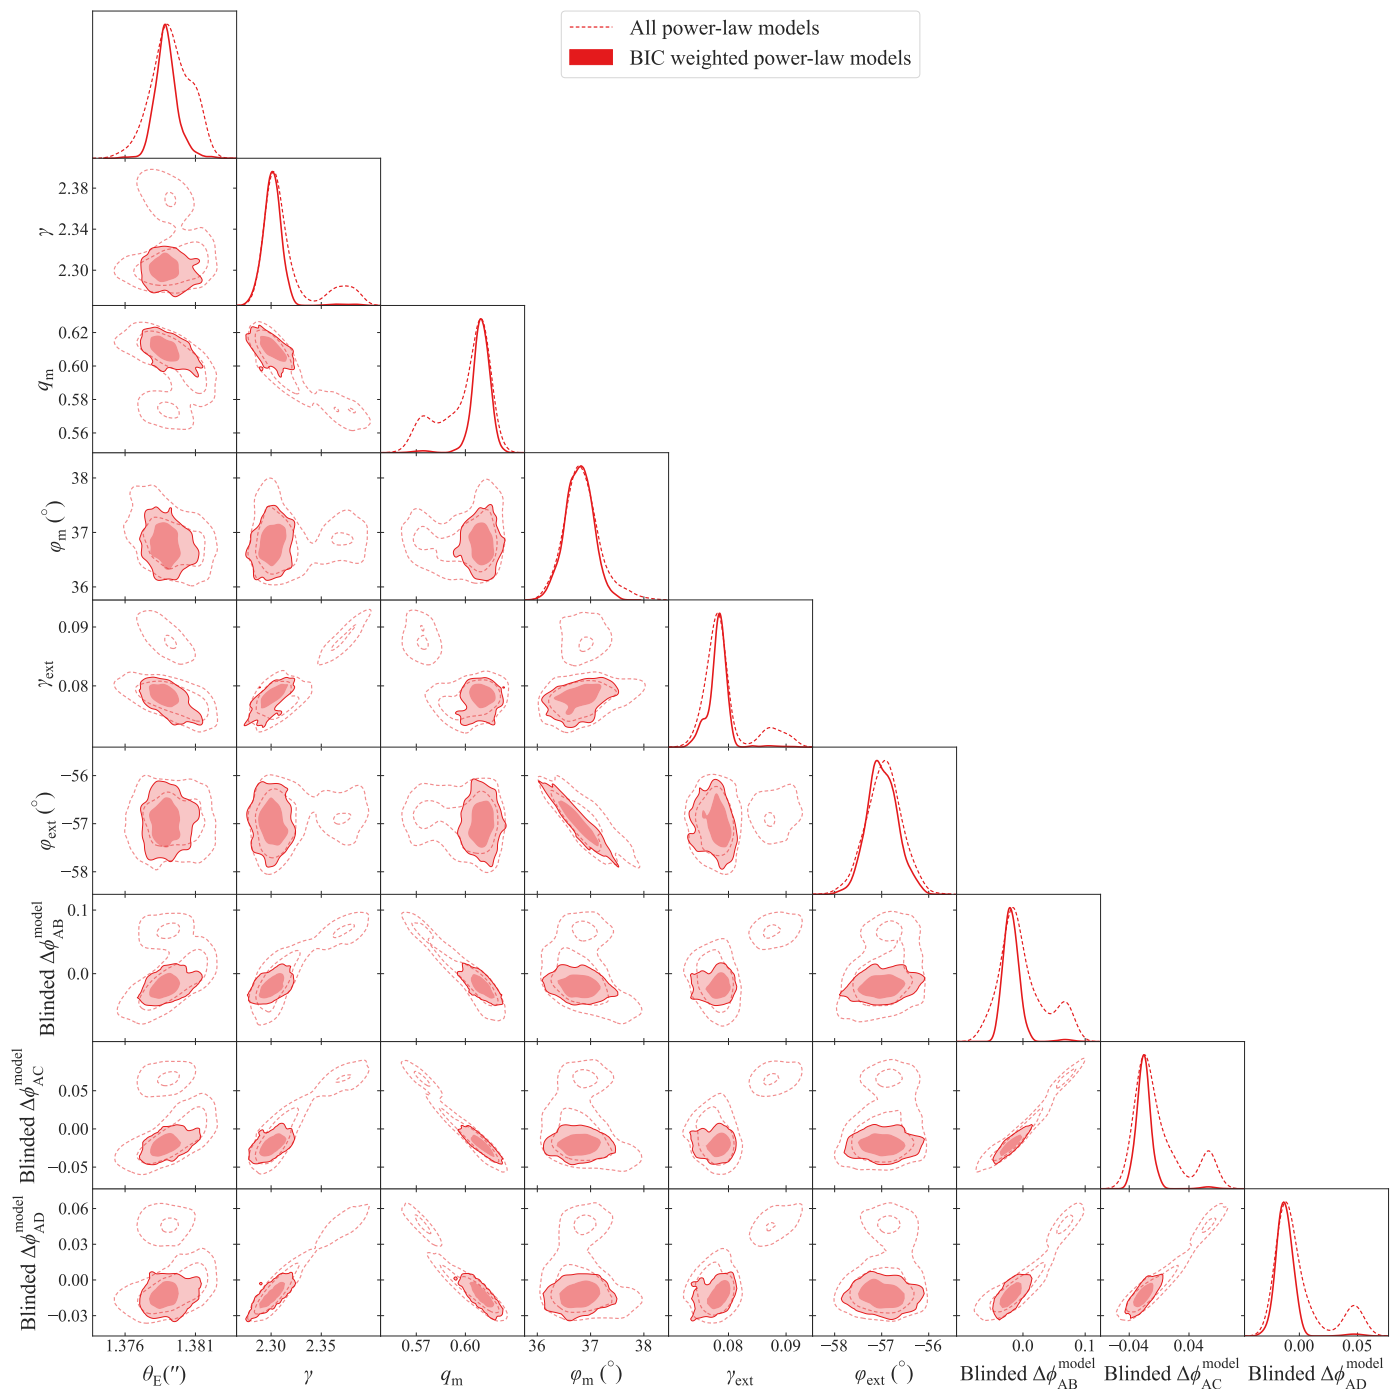 All power-law models
BIC weighted power-law models
2.38
2.34
2.30
γ
0.62
0.60
0.58
0.56
q_m
38
37
36
φ_m (°)
0.09
0.08
γ_ext
−56
−57
−58
φ_ext (°)
0.1
0.0
Blinded Δϕ_AB^model
0.05
0.00
−0.05
Blinded Δϕ_AC^model
0.06
0.03
0.00
−0.03
Blinded Δϕ_AD^model
1.376 1.381 2.30 2.35 0.57 0.60 36 37 38 0.08 0.09 −58 −57 −56 0.0 0.1 −0.04 0.04 0.00 0.05
θ_E(″) γ q_m φ_m (°) γ_ext φ_ext (°) Blinded Δϕ_AB^model Blinded Δϕ_AC^model Blinded Δϕ_AD^model